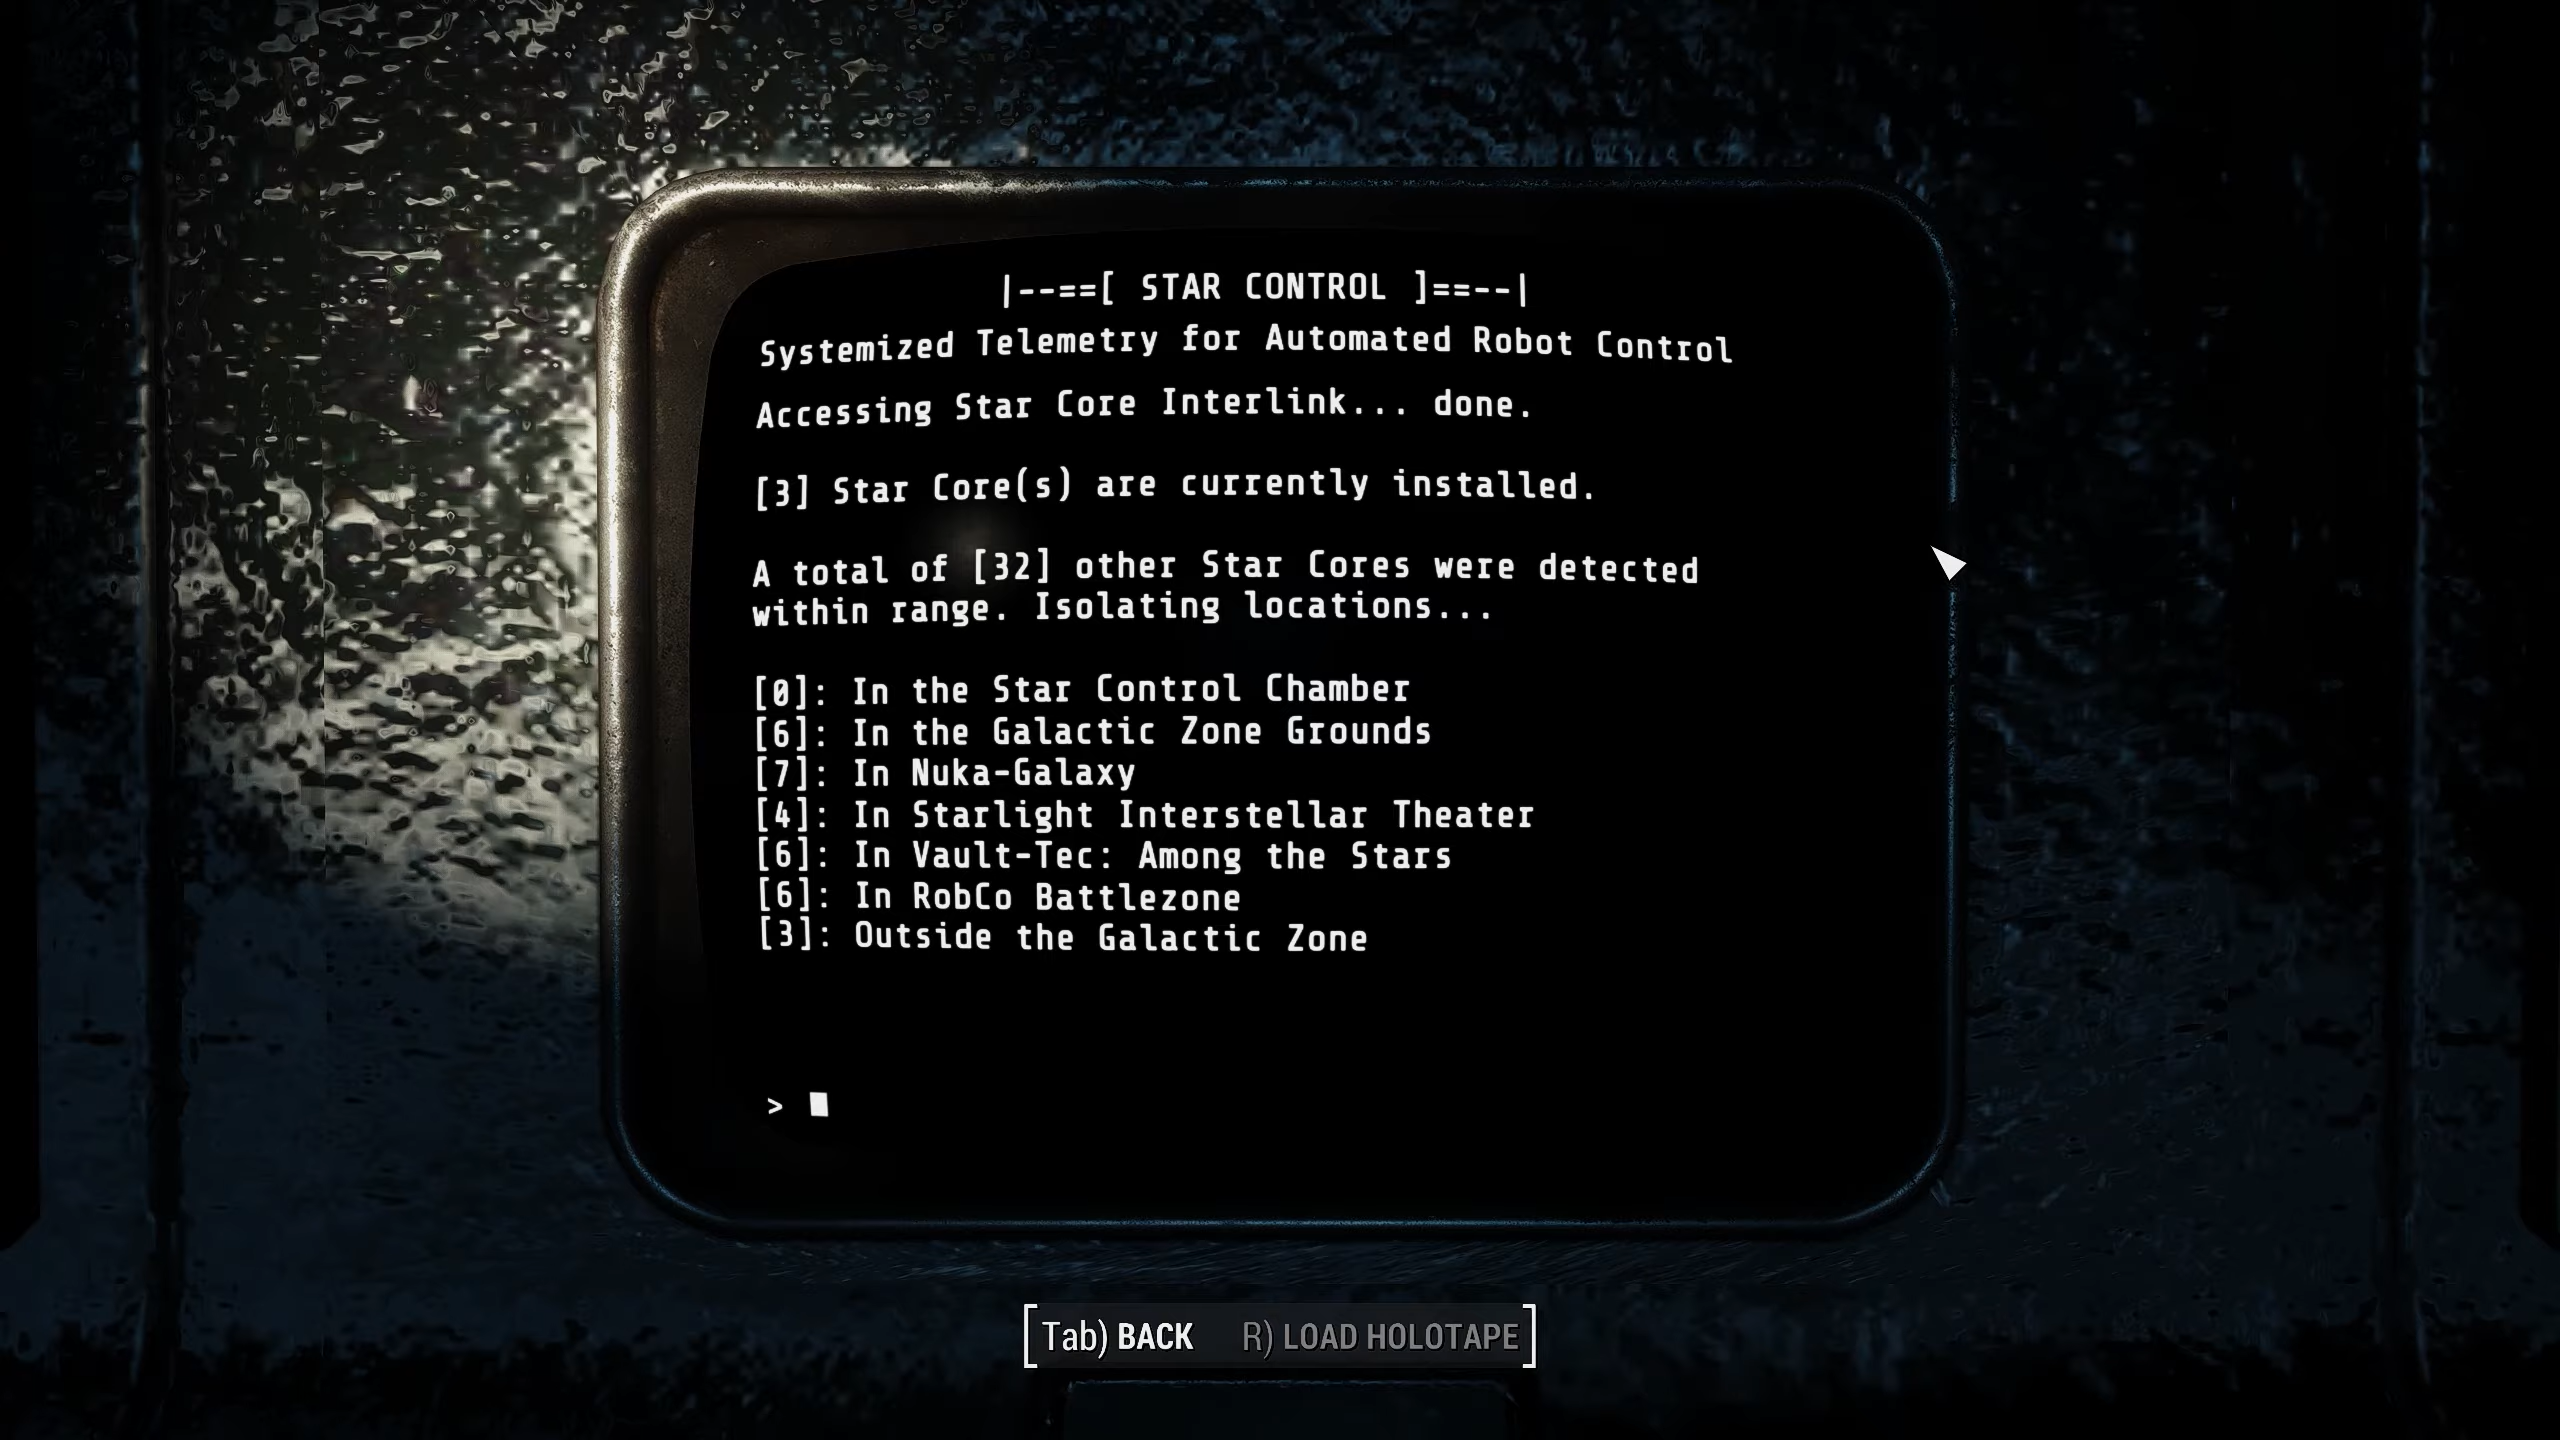 |--==[ STAR CONTROL ]==--|
Systemized Telemetry for Automated Robot Control
Accessing Star Core Interlink... done.
[3] Star Core(s) are currently installed.
A total of [32] other Star Cores were detected
within range. Isolating locations...
[0]: In the Star Control Chamber
[6]: In the Galactic Zone Grounds
[7]: In Nuka-Galaxy
[4]: In Starlight Interstellar Theater
[6]: In Vault-Tec: Among the Stars
[6]: In RobCo Battlezone
[3]: Outside the Galactic Zone
>
[Tab) BACK R) LOAD HOLOTAPE]